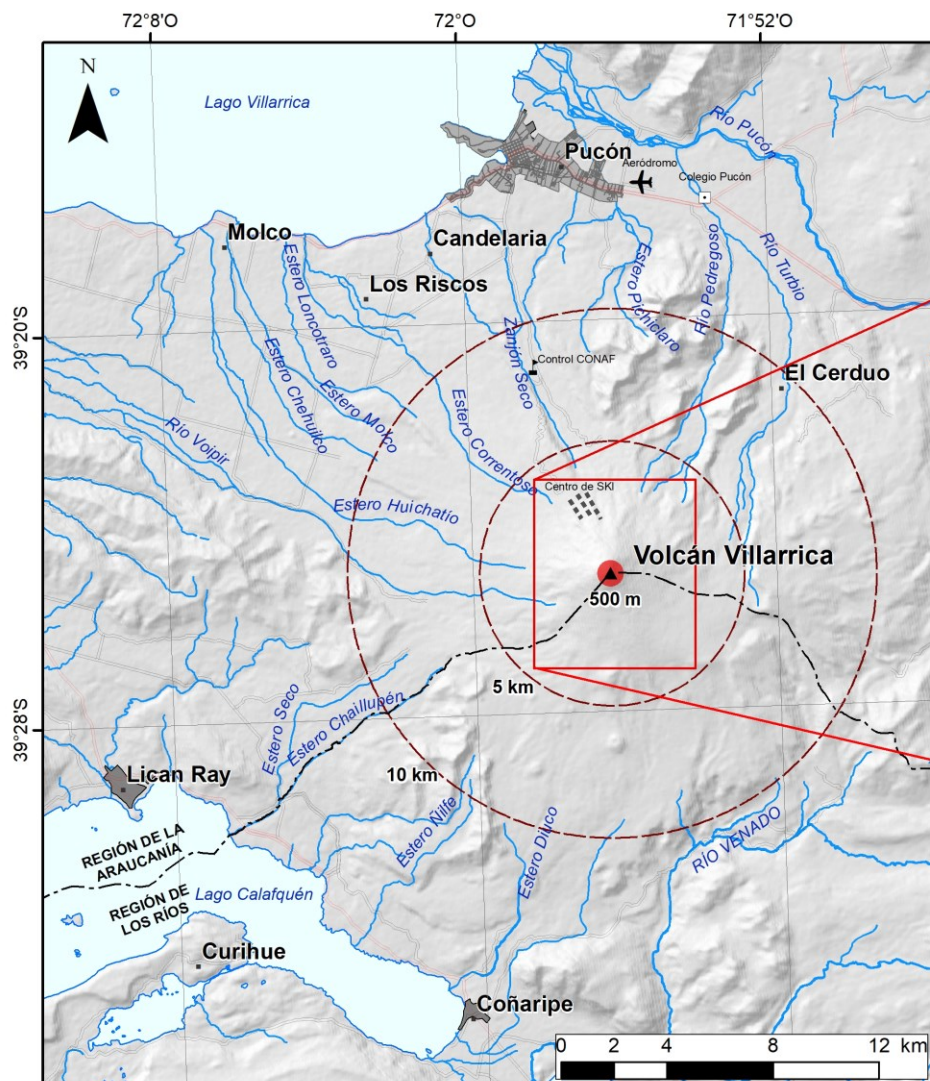 72°8'O
72°O
71°52'O
N
Lago Villarrica
Río Pucón
Pucón
Aeródromo
Colegio Pucón
Molco
Candelaria
Estero Loncotraro
Los Riscos
Estero Pichiclaro
Río Pedregoso
Río Turbio
39°20'S
Zanjón Seco
Control CONAF
El Cerduo
Estero Chehuilco
Estero Molco
Río Voipir
Estero Correntoso
Centro de SKI
Estero Huichatío
Volcán Villarrica
500 m
5 km
Estero Seco
Estero Chaillupén
39°28'S
Lican Ray
10 km
Estero Ñilfe
Estero Diuco
RÍO VENADO
REGIÓN DE LA
ARAUCANÍA
REGIÓN DE
LOS RÍOS
Lago Calafquén
Curihue
Coñaripe
0 2 4 8 12 km